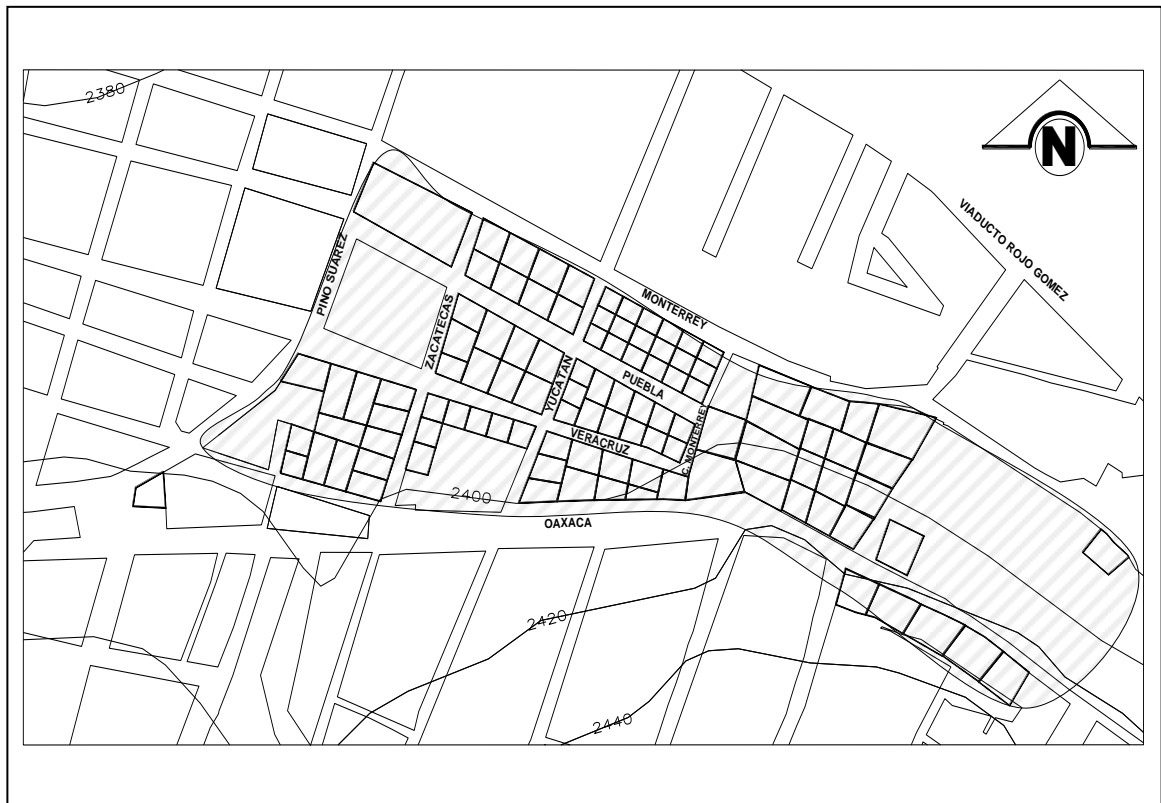 2380
N
VIADUCTO ROJO GOMEZ
PINO SUAREZ
MONTERREY
ZACATECAS
YUCATAN
PUEBLA
C. MONTERREY
VERACRUZ
2400
OAXACA
2420
2440